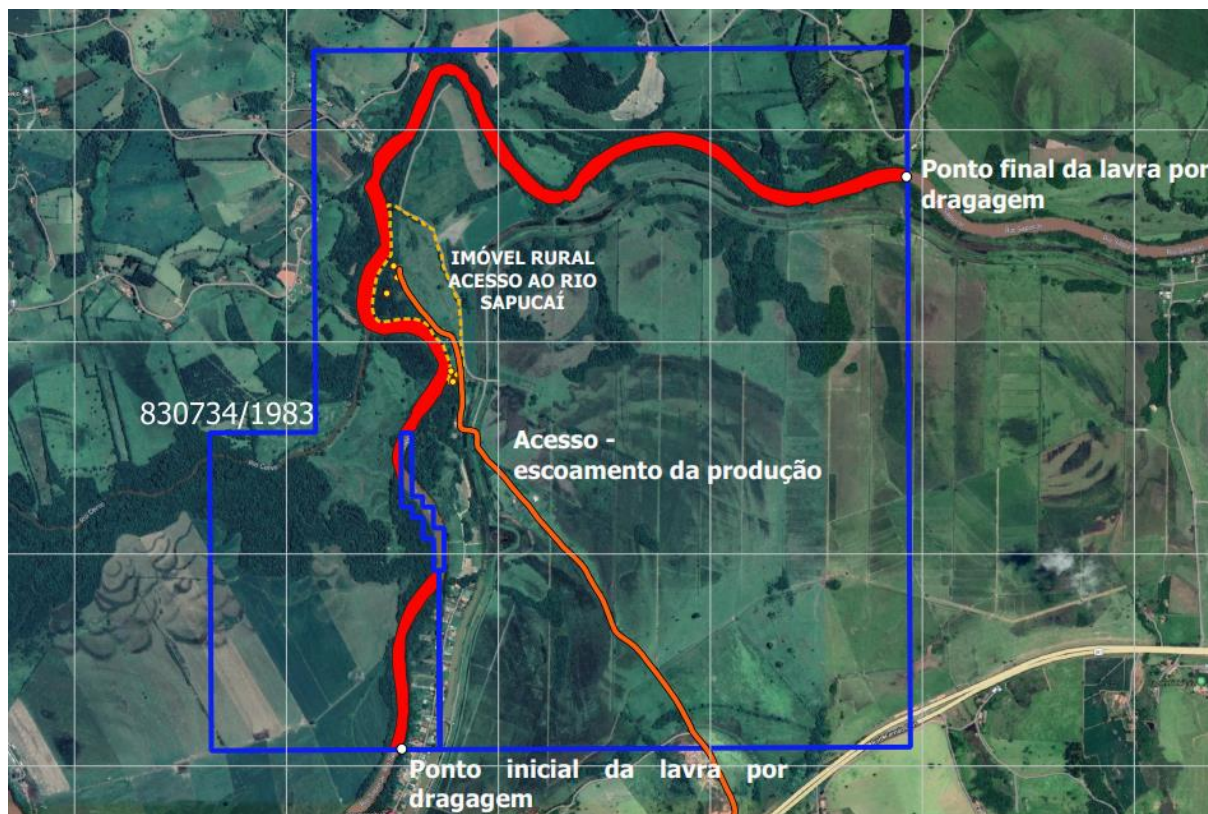 Ponto final da lavra por
dragagem
IMÓVEL RURAL
ACESSO AO RIO
SAPUCAÍ
830734/1983
Acesso -
escoamento da produção
Ponto inicial da lavra por
dragagem